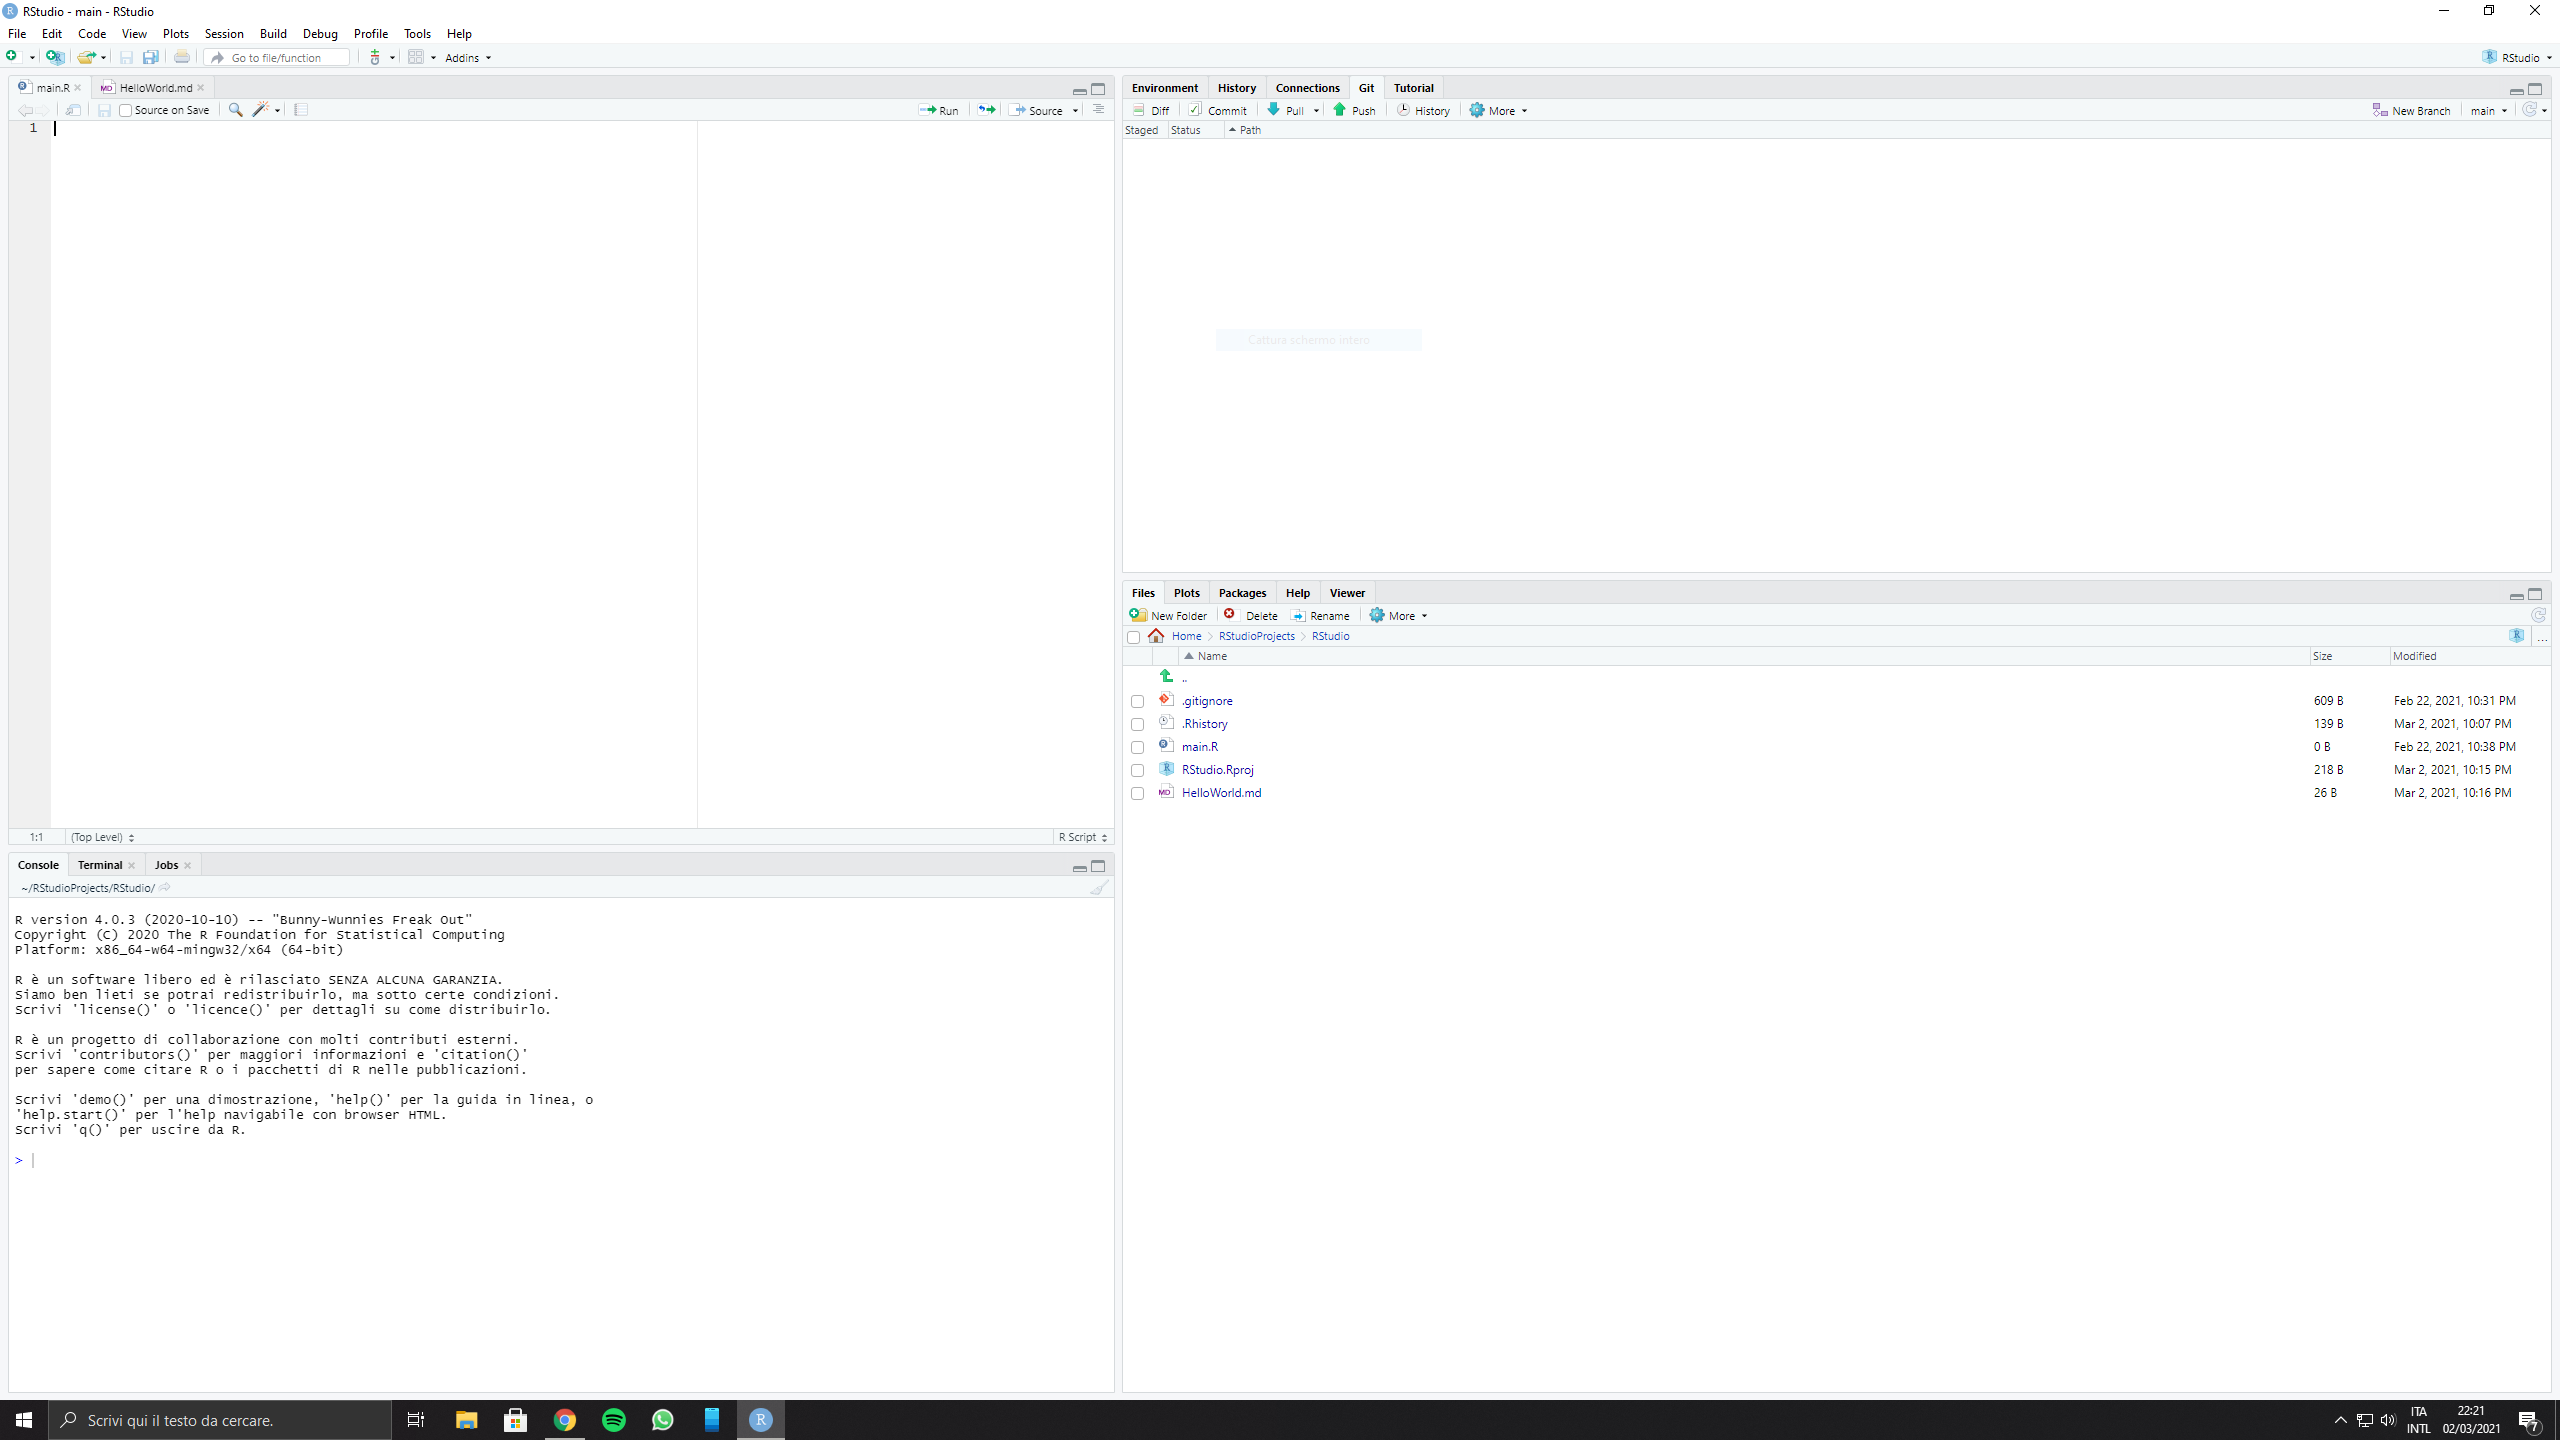 RStudio - main - RStudio
File Edit Code View Plots Session Build Debug Profile Tools Help
Go to file/function Addins RStudio
main.R HelloWorld.md
Source on Save Run Source
1
1:1 (Top Level) R Script
Console Terminal Jobs
~/RStudioProjects/RStudio/
R version 4.0.3 (2020-10-10) -- "Bunny-Wunnies Freak Out"
Copyright (C) 2020 The R Foundation for Statistical Computing
Platform: x86_64-w64-mingw32/x64 (64-bit)
R è un software libero ed è rilasciato SENZA ALCUNA GARANZIA.
Siamo ben lieti se potrai redistribuirlo, ma sotto certe condizioni.
Scrivi 'license()' o 'licence()' per dettagli su come distribuirlo.
R è un progetto di collaborazione con molti contributi esterni.
Scrivi 'contributors()' per maggiori informazioni e 'citation()'
per sapere come citare R o i pacchetti di R nelle pubblicazioni.
Scrivi 'demo()' per una dimostrazione, 'help()' per la guida in linea, o
'help.start()' per l'help navigabile con browser HTML.
Scrivi 'q()' per uscire da R.
>
Environment History Connections Git Tutorial
Diff Commit Pull Push History More New Branch main
Staged Status Path
Cattura schermo intero
Files Plots Packages Help Viewer
New Folder Delete Rename More
Home RStudioProjects RStudio ...
Name Size Modified
..
.gitignore 609 B Feb 22, 2021, 10:31 PM
.Rhistory 139 B Mar 2, 2021, 10:07 PM
main.R 0 B Feb 22, 2021, 10:38 PM
RStudio.Rproj 218 B Mar 2, 2021, 10:15 PM
HelloWorld.md 26 B Mar 2, 2021, 10:16 PM
Scrivi qui il testo da cercare.
ITA 22:21
INTL 02/03/2021 7